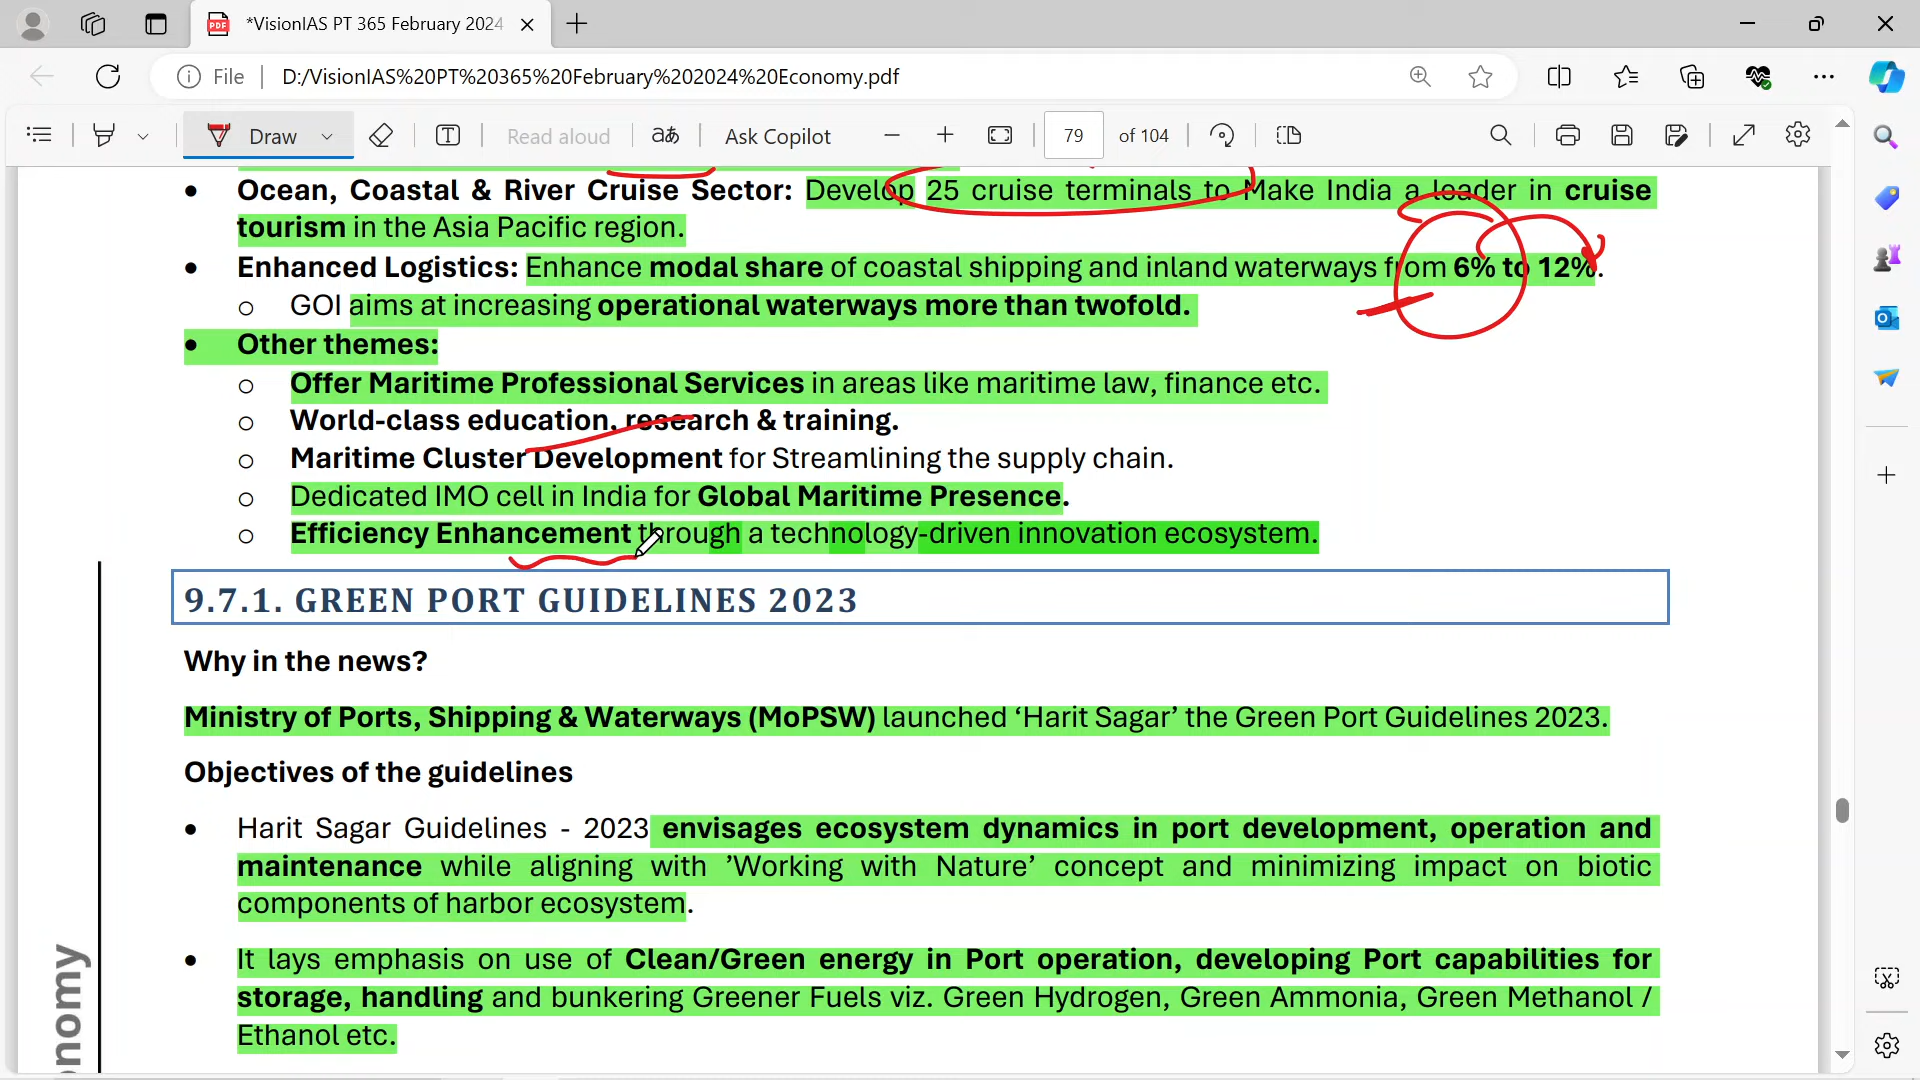 *VisionIAS PT 365 February 2024
File
D:/VisionIAS%20PT%20365%20February%202024%20Economy.pdf
Draw
Read aloud
aあ
Ask Copilot
79
of 104
• Ocean, Coastal & River Cruise Sector: Develop 25 cruise terminals to Make India a leader in cruise
tourism in the Asia Pacific region.
• Enhanced Logistics: Enhance modal share of coastal shipping and inland waterways from 6% to 12%.
o GOI aims at increasing operational waterways more than twofold.
• Other themes:
o Offer Maritime Professional Services in areas like maritime law, finance etc.
o World-class education, research & training.
o Maritime Cluster Development for Streamlining the supply chain.
o Dedicated IMO cell in India for Global Maritime Presence.
o Efficiency Enhancement through a technology-driven innovation ecosystem.
9.7.1. GREEN PORT GUIDELINES 2023
Why in the news?
Ministry of Ports, Shipping & Waterways (MoPSW) launched ‘Harit Sagar’ the Green Port Guidelines 2023.
Objectives of the guidelines
• Harit Sagar Guidelines - 2023 envisages ecosystem dynamics in port development, operation and
maintenance while aligning with ’Working with Nature’ concept and minimizing impact on biotic
components of harbor ecosystem.
• It lays emphasis on use of Clean/Green energy in Port operation, developing Port capabilities for
storage, handling and bunkering Greener Fuels viz. Green Hydrogen, Green Ammonia, Green Methanol /
Ethanol etc.
onomy